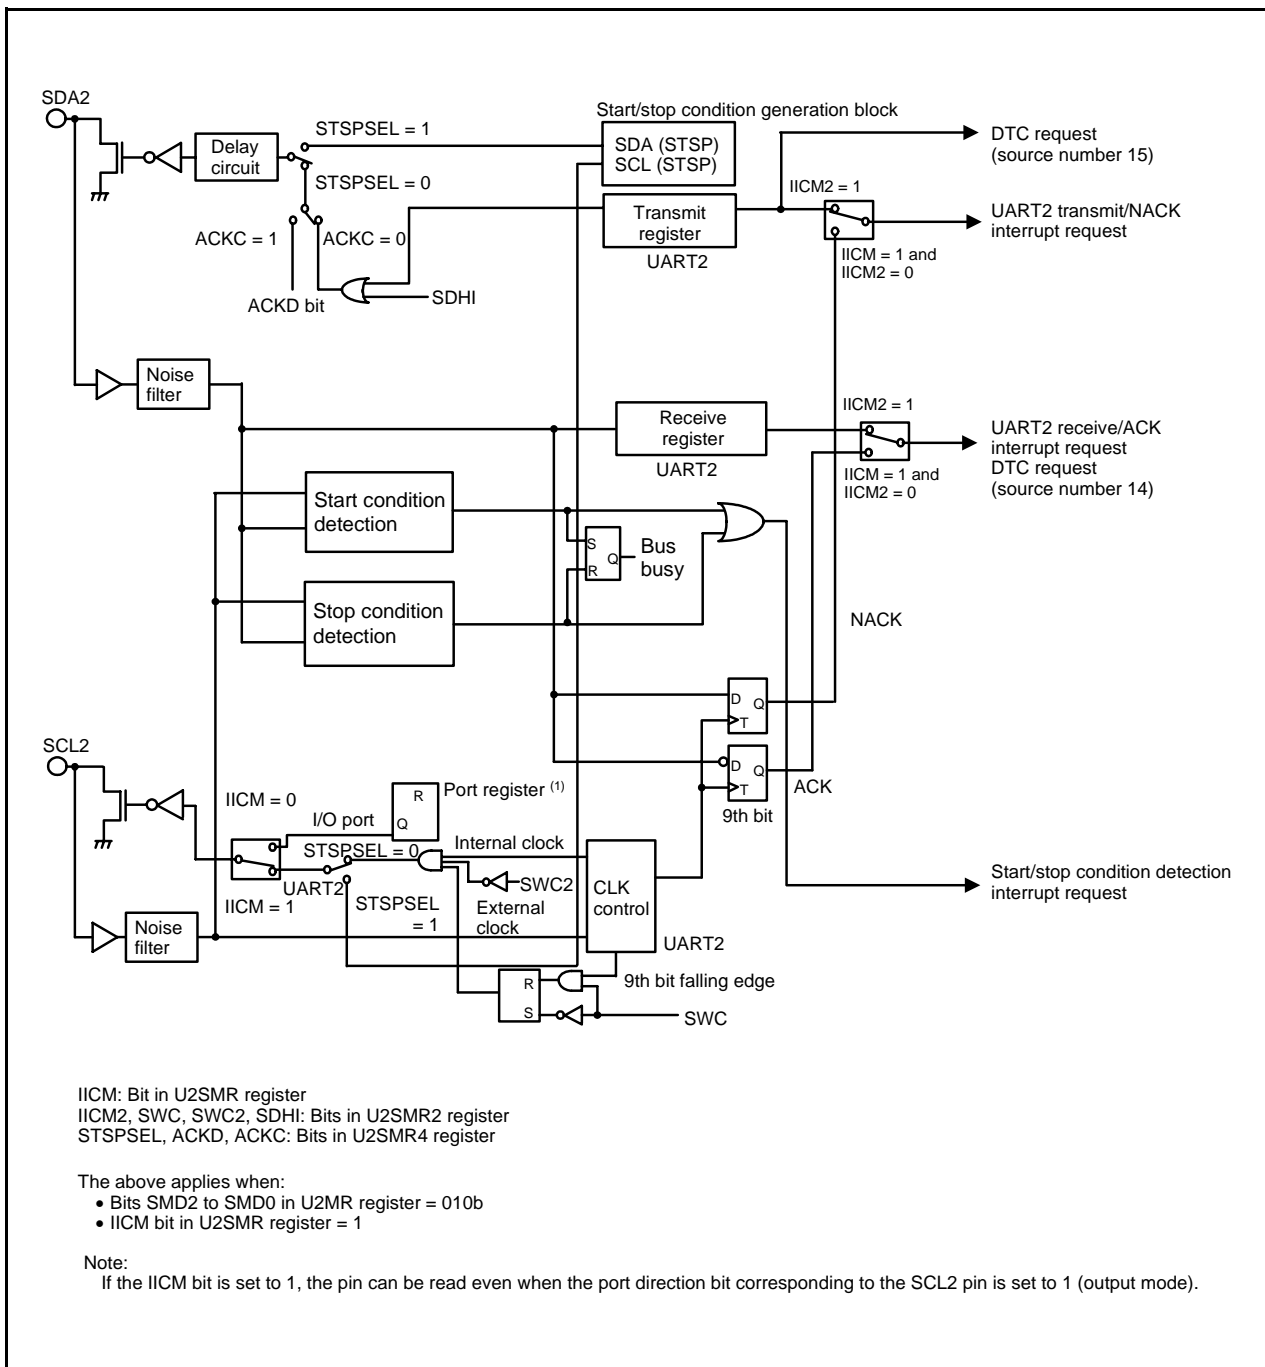 SDA2
Start/stop condition generation block
STSPSEL = 1
SDA (STSP)
SCL (STSP)
DTC request
(source number 15)
Delay
circuit
STSPSEL = 0
IICM2 = 1
Transmit
register
UART2
UART2 transmit/NACK
interrupt request
ACKC = 1
ACKC = 0
IICM = 1 and
IICM2 = 0
ACKD bit
SDHI
Noise
filter
IICM2 = 1
Receive
register
UART2
UART2 receive/ACK
interrupt request
DTC request
(source number 14)
IICM = 1 and
IICM2 = 0
Start condition
detection
S
R
Q
Bus
busy
Stop condition
detection
NACK
D
Q
T
SCL2
D
Q
T
ACK
9th bit
Port register (1)
R
Q
IICM = 0
I/O port
STSPSEL = 0
Internal clock
UART2
SWC2
CLK
control
Start/stop condition detection
interrupt request
IICM = 1
STSPSEL
= 1
External
clock
UART2
Noise
filter
R
S
9th bit falling edge
SWC
IICM: Bit in U2SMR register
IICM2, SWC, SWC2, SDHI: Bits in U2SMR2 register
STSPSEL, ACKD, ACKC: Bits in U2SMR4 register
The above applies when:
• Bits SMD2 to SMD0 in U2MR register = 010b
• IICM bit in U2SMR register = 1
Note:
If the IICM bit is set to 1, the pin can be read even when the port direction bit corresponding to the SCL2 pin is set to 1 (output mode).